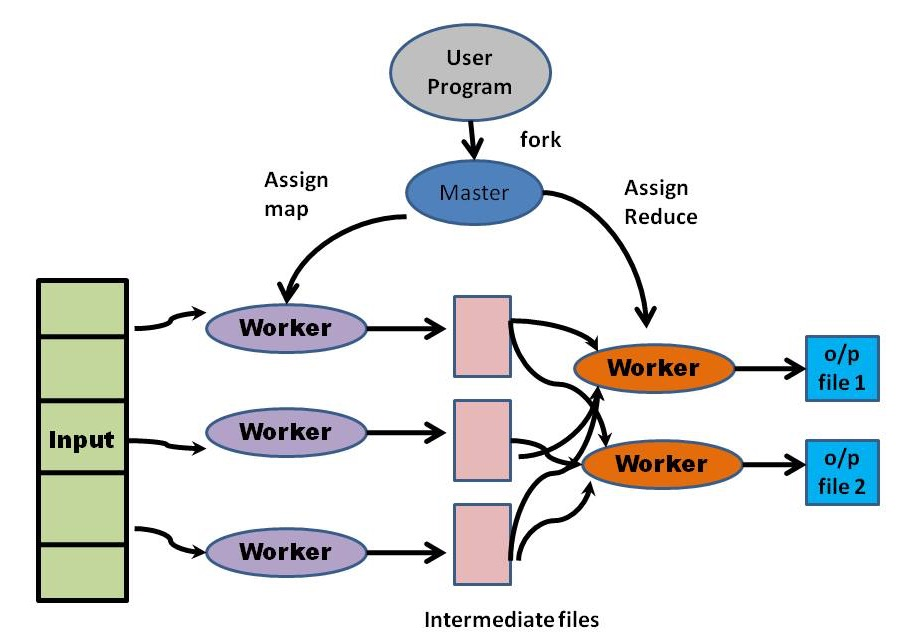 User
Program
fork
Master
Assign
map
Assign
Reduce
Input
Worker
Worker
Worker
Worker
Worker
o/p
file 1
o/p
file 2
Intermediate files